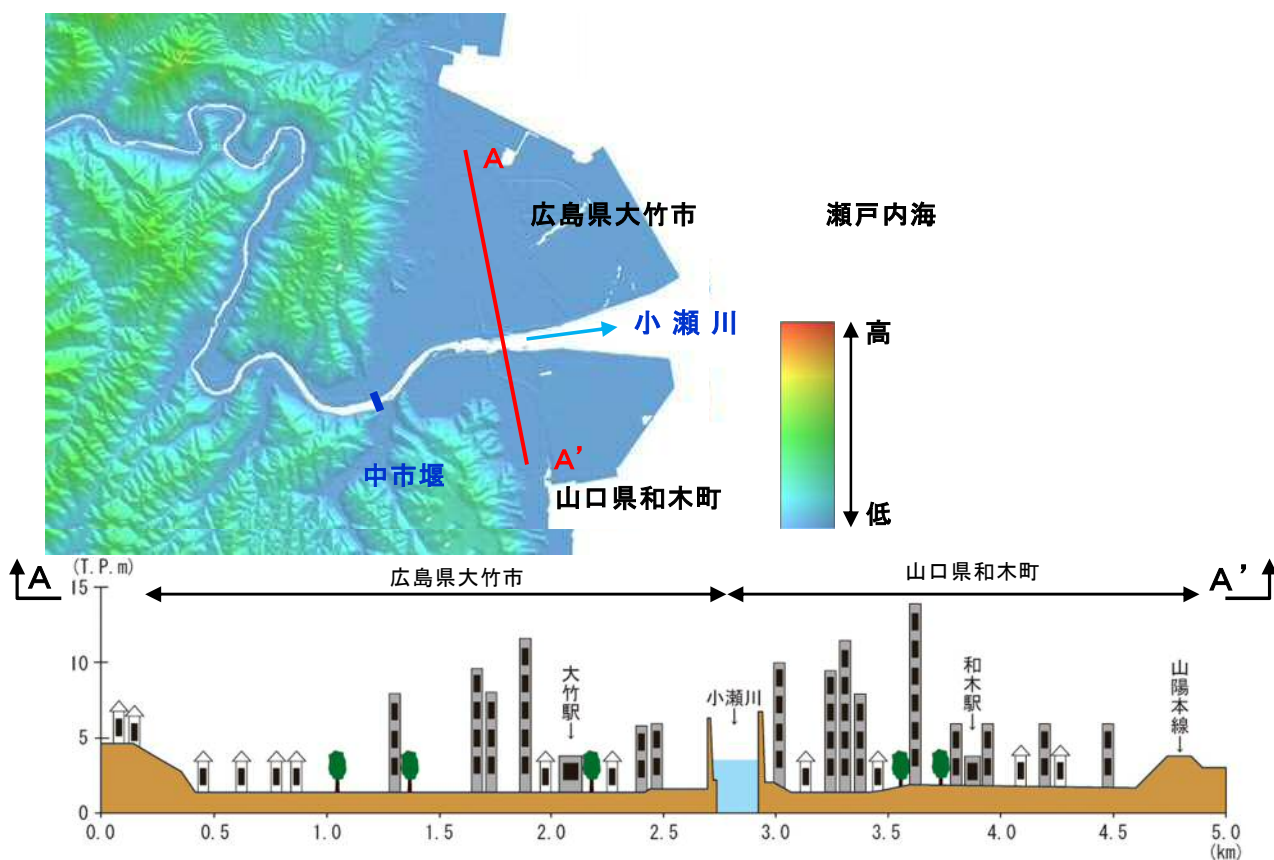 A
広島県大竹市
瀬戸内海
小瀬川
高
低
中市堰
A'
山口県和木町
(T.P.m)
A
広島県大竹市
山口県和木町
A'
15
10
5
0
大竹駅
小瀬川
和木駅
山陽本線
0.0
0.5
1.0
1.5
2.0
2.5
3.0
3.5
4.0
4.5
5.0
(km)